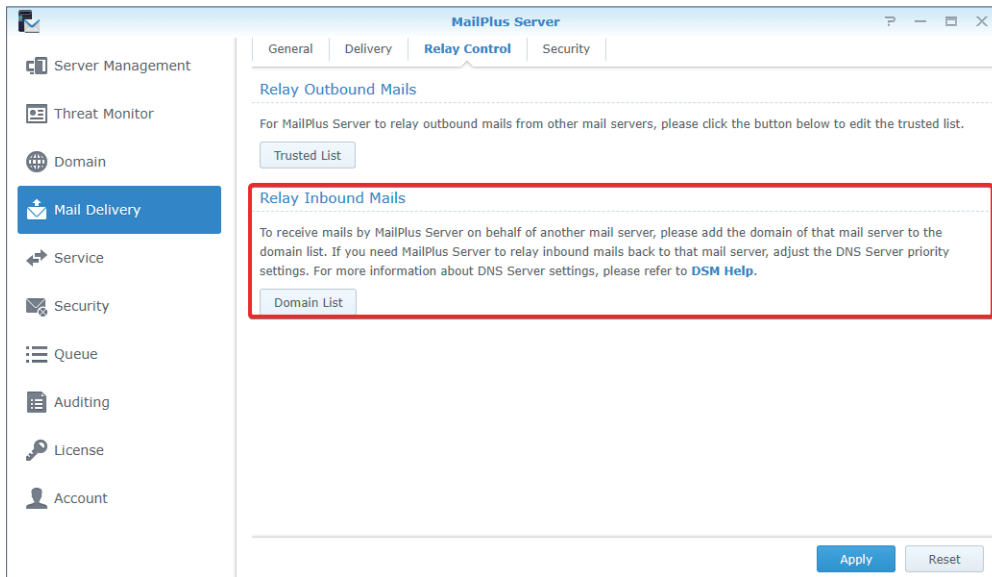 MailPlus Server
Server Management
Threat Monitor
Domain
Mail Delivery
Service
Security
Queue
Auditing
License
Account
General Delivery Relay Control Security
Relay Outbound Mails
For MailPlus Server to relay outbound mails from other mail servers, please click the button below to edit the trusted list.
Trusted List
Relay Inbound Mails
To receive mails by MailPlus Server on behalf of another mail server, please add the domain of that mail server to the
domain list. If you need MailPlus Server to relay inbound mails back to that mail server, adjust the DNS Server priority
settings. For more information about DNS Server settings, please refer to DSM Help.
Domain List
Apply Reset